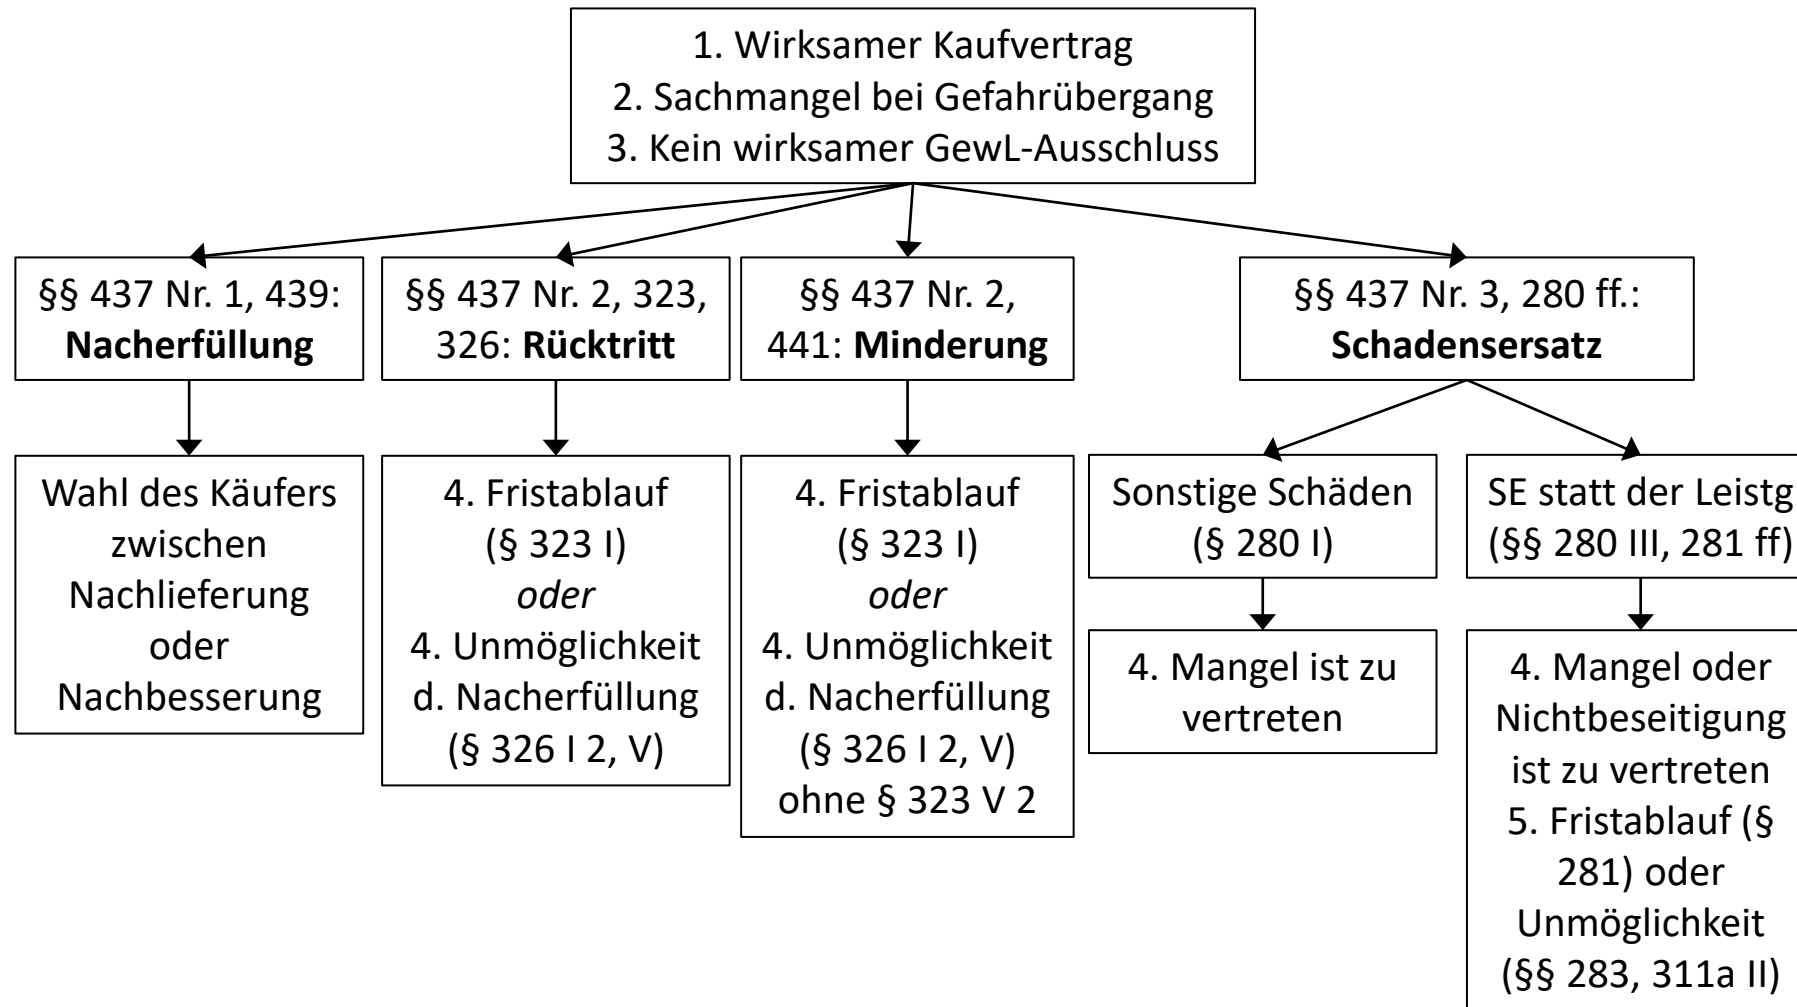 1. Wirksamer Kaufvertrag
2. Sachmangel bei Gefahrübergang
3. Kein wirksamer GewL-Ausschluss
§§ 437 Nr. 1, 439:
Nacherfüllung
§§ 437 Nr. 2, 323,
326: Rücktritt
§§ 437 Nr. 2,
441: Minderung
§§ 437 Nr. 3, 280 ff.:
Schadensersatz
Wahl des Käufers
zwischen
Nachlieferung
oder
Nachbesserung
4. Fristablauf
(§ 323 I)
oder
4. Unmöglichkeit
d. Nacherfüllung
(§ 326 I 2, V)
4. Fristablauf
(§ 323 I)
oder
4. Unmöglichkeit
d. Nacherfüllung
(§ 326 I 2, V)
ohne § 323 V 2
Sonstige Schäden
(§ 280 I)
4. Mangel ist zu
vertreten
SE statt der Leistg
(§§ 280 III, 281 ff)
4. Mangel oder
Nichtbeseitigung
ist zu vertreten
5. Fristablauf (§
281) oder
Unmöglichkeit
(§§ 283, 311a II)